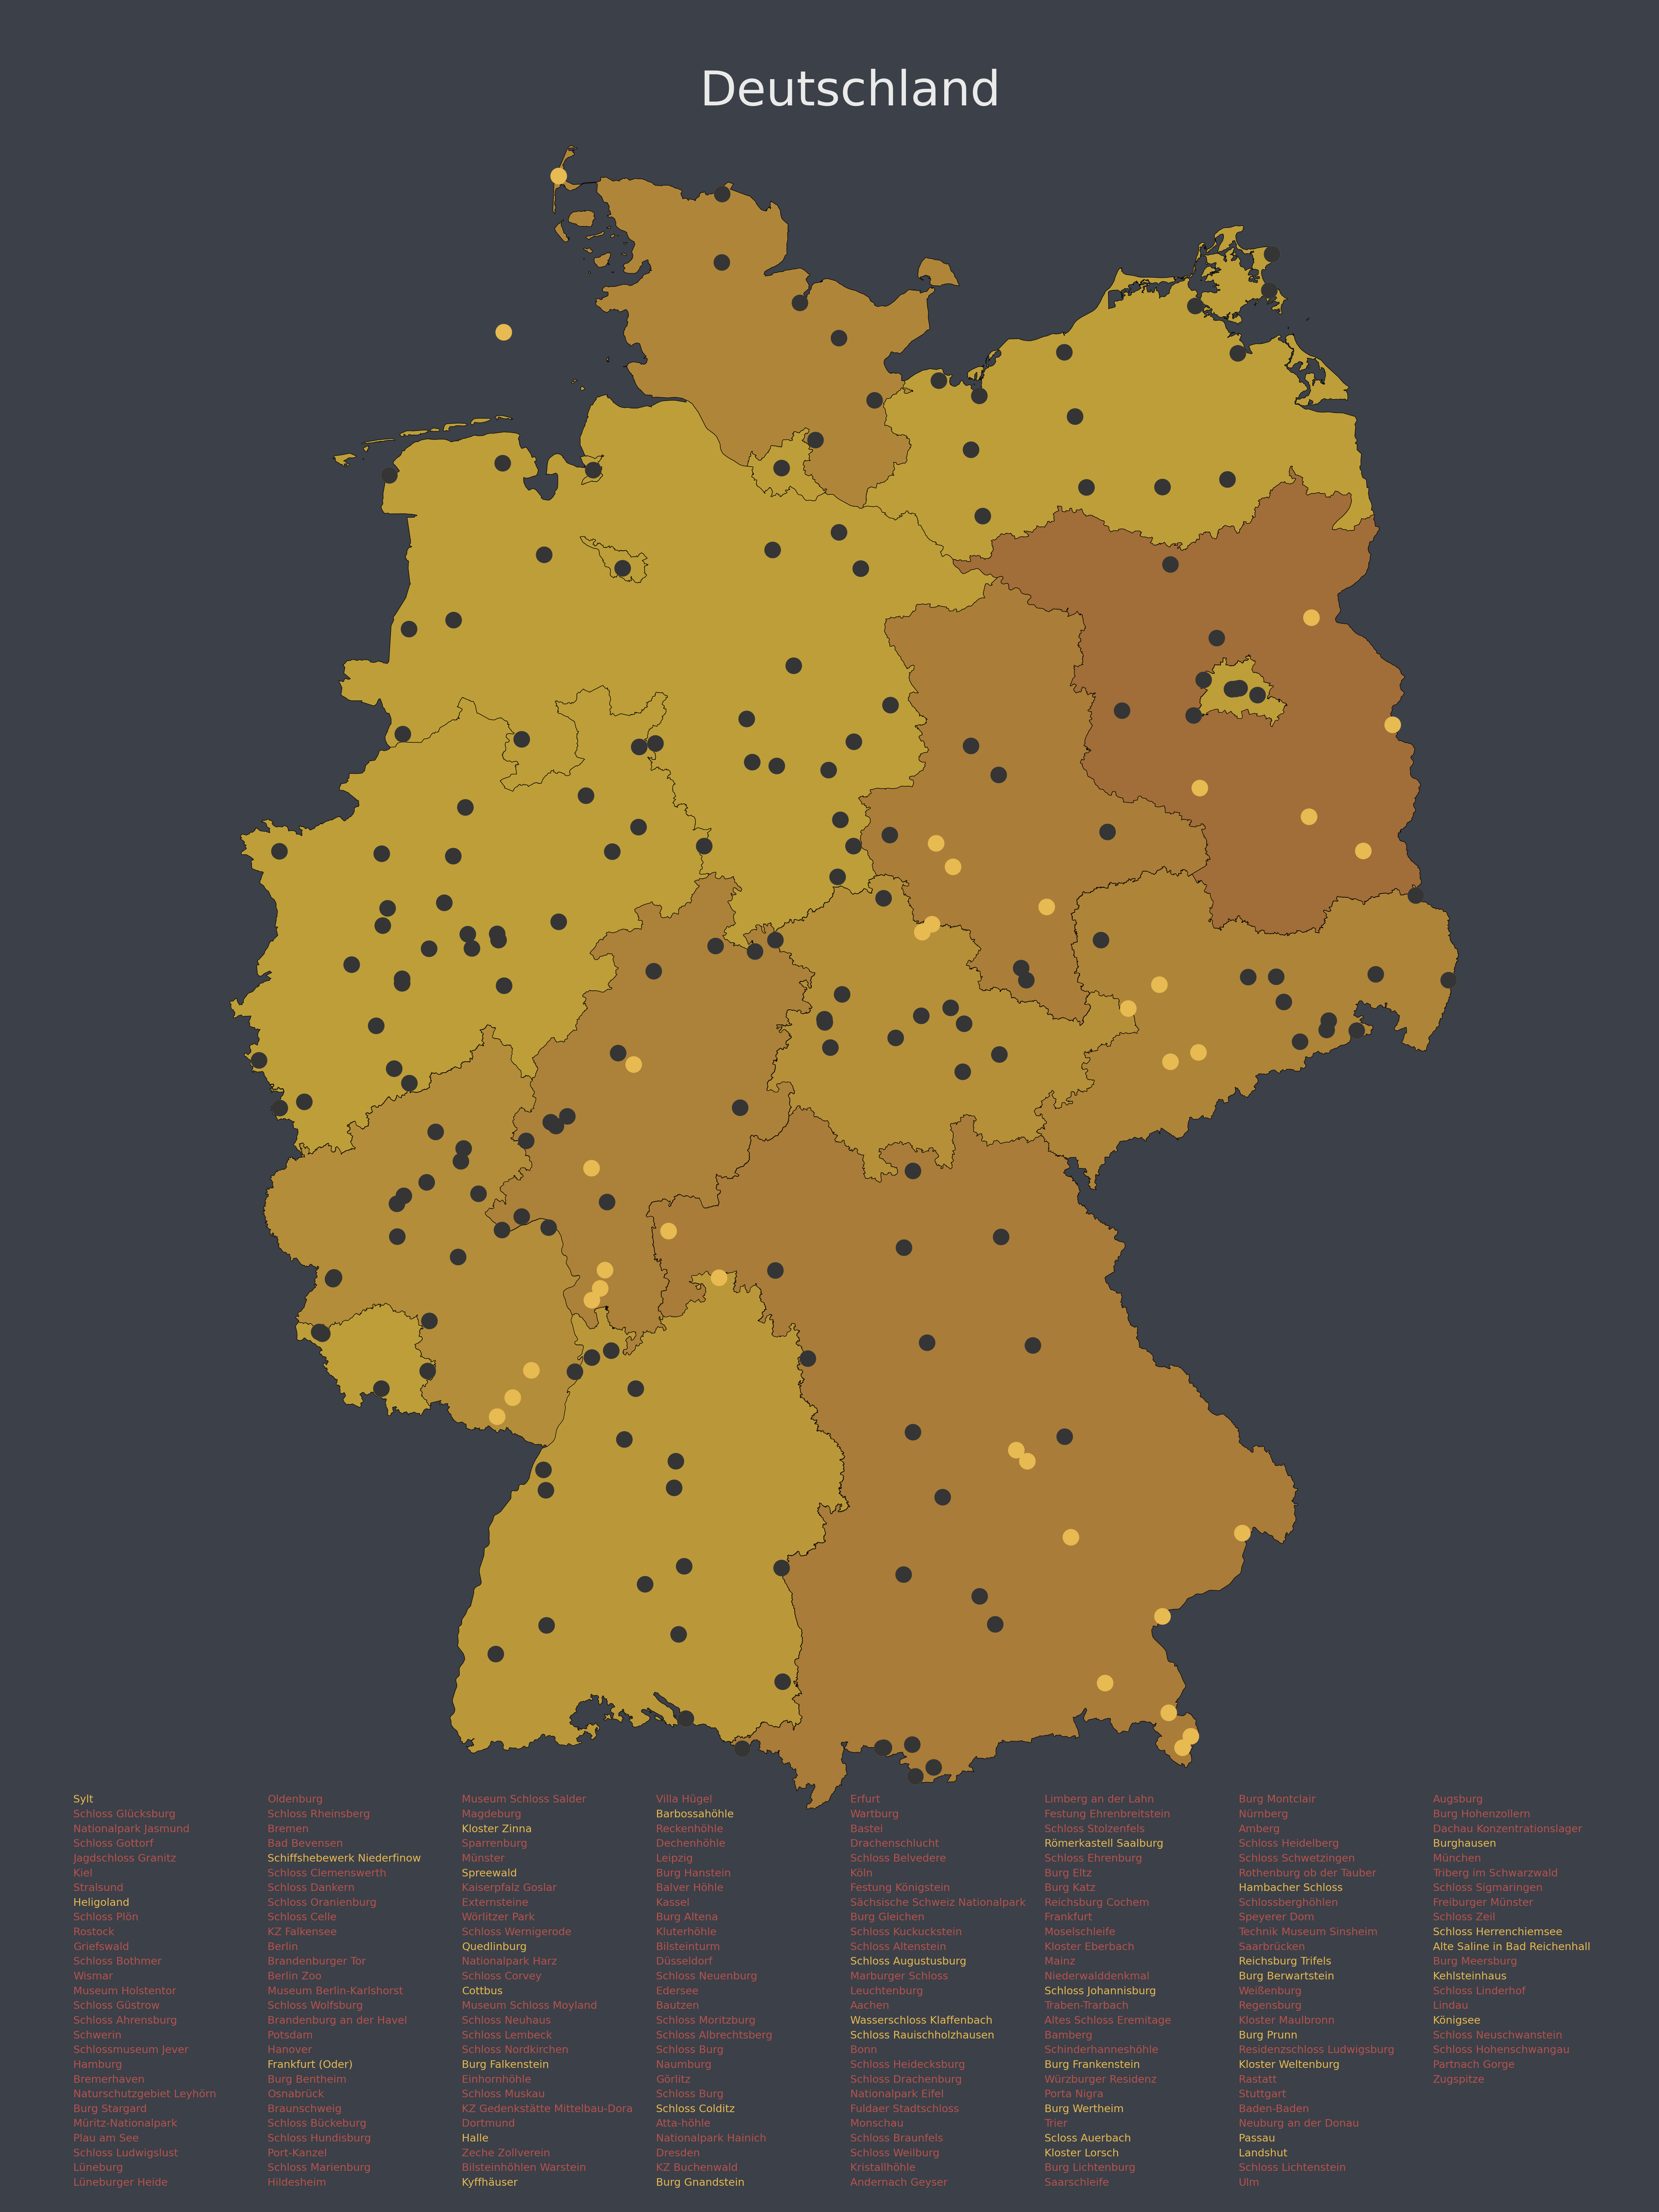 Deutschland
Sylt
Schloss Glücksburg
Nationalpark Jasmund
Schloss Gottorf
Jagdschloss Granitz
Kiel
Stralsund
Heligoland
Schloss Plön
Rostock
Griefswald
Schloss Bothmer
Wismar
Museum Holstentor
Schloss Güstrow
Schloss Ahrensburg
Schwerin
Schlossmuseum Jever
Hamburg
Bremerhaven
Naturschutzgebiet Leyhörn
Burg Stargard
Müritz-Nationalpark
Plau am See
Schloss Ludwigslust
Lüneburg
Lüneburger Heide
Oldenburg
Schloss Rheinsberg
Bremen
Bad Bevensen
Schiffshebewerk Niederfinow
Schloss Clemenswerth
Schloss Dankern
Schloss Oranienburg
Schloss Celle
KZ Falkensee
Berlin
Brandenburger Tor
Berlin Zoo
Museum Berlin-Karlshorst
Schloss Wolfsburg
Brandenburg an der Havel
Potsdam
Hanover
Frankfurt (Oder)
Burg Bentheim
Osnabrück
Braunschweig
Schloss Bückeburg
Schloss Hundisburg
Port-Kanzel
Schloss Marienburg
Hildesheim
Museum Schloss Salder
Magdeburg
Kloster Zinna
Sparrenburg
Münster
Spreewald
Kaiserpfalz Goslar
Externsteine
Wörlitzer Park
Schloss Wernigerode
Quedlinburg
Nationalpark Harz
Schloss Corvey
Cottbus
Museum Schloss Moyland
Schloss Neuhaus
Schloss Lembeck
Schloss Nordkirchen
Burg Falkenstein
Einhornhöhle
Schloss Muskau
KZ Gedenkstätte Mittelbau-Dora
Dortmund
Halle
Zeche Zollverein
Bilsteinhöhlen Warstein
Kyffhäuser
Villa Hügel
Barbossahöhle
Reckenhöhle
Dechenhöhle
Leipzig
Burg Hanstein
Balver Höhle
Kassel
Burg Altena
Kluterhöhle
Bilsteinturm
Düsseldorf
Schloss Neuenburg
Edersee
Bautzen
Schloss Moritzburg
Schloss Albrechtsberg
Schloss Burg
Naumburg
Görlitz
Schloss Burg
Schloss Colditz
Atta-höhle
Nationalpark Hainich
Dresden
KZ Buchenwald
Burg Gnandstein
Erfurt
Wartburg
Bastei
Drachenschlucht
Schloss Belvedere
Köln
Festung Königstein
Sächsische Schweiz Nationalpark
Burg Gleichen
Schloss Kuckuckstein
Schloss Altenstein
Schloss Augustusburg
Marburger Schloss
Leuchtenburg
Aachen
Wasserschloss Klaffenbach
Schloss Rauischholzhausen
Bonn
Schloss Heidecksburg
Schloss Drachenburg
Nationalpark Eifel
Fuldaer Stadtschloss
Monschau
Schloss Braunfels
Schloss Weilburg
Kristallhöhle
Andernach Geyser
Limberg an der Lahn
Festung Ehrenbreitstein
Schloss Stolzenfels
Römerkastell Saalburg
Schloss Ehrenburg
Burg Eltz
Burg Katz
Reichsburg Cochem
Frankfurt
Moselschleife
Kloster Eberbach
Mainz
Niederwalddenkmal
Schloss Johannisburg
Traben-Trarbach
Altes Schloss Eremitage
Bamberg
Schinderhanneshöhle
Burg Frankenstein
Würzburger Residenz
Porta Nigra
Burg Wertheim
Trier
Scloss Auerbach
Kloster Lorsch
Burg Lichtenburg
Saarschleife
Burg Montclair
Nürnberg
Amberg
Schloss Heidelberg
Schloss Schwetzingen
Rothenburg ob der Tauber
Hambacher Schloss
Schlossberghöhlen
Speyerer Dom
Technik Museum Sinsheim
Saarbrücken
Reichsburg Trifels
Burg Berwartstein
Weißenburg
Regensburg
Kloster Maulbronn
Burg Prunn
Residenzschloss Ludwigsburg
Kloster Weltenburg
Rastatt
Stuttgart
Baden-Baden
Neuburg an der Donau
Passau
Landshut
Schloss Lichtenstein
Ulm
Augsburg
Burg Hohenzollern
Dachau Konzentrationslager
Burghausen
München
Triberg im Schwarzwald
Schloss Sigmaringen
Freiburger Münster
Schloss Zeil
Schloss Herrenchiemsee
Alte Saline in Bad Reichenhall
Burg Meersburg
Kehlsteinhaus
Schloss Linderhof
Lindau
Königsee
Schloss Neuschwanstein
Schloss Hohenschwangau
Partnach Gorge
Zugspitze